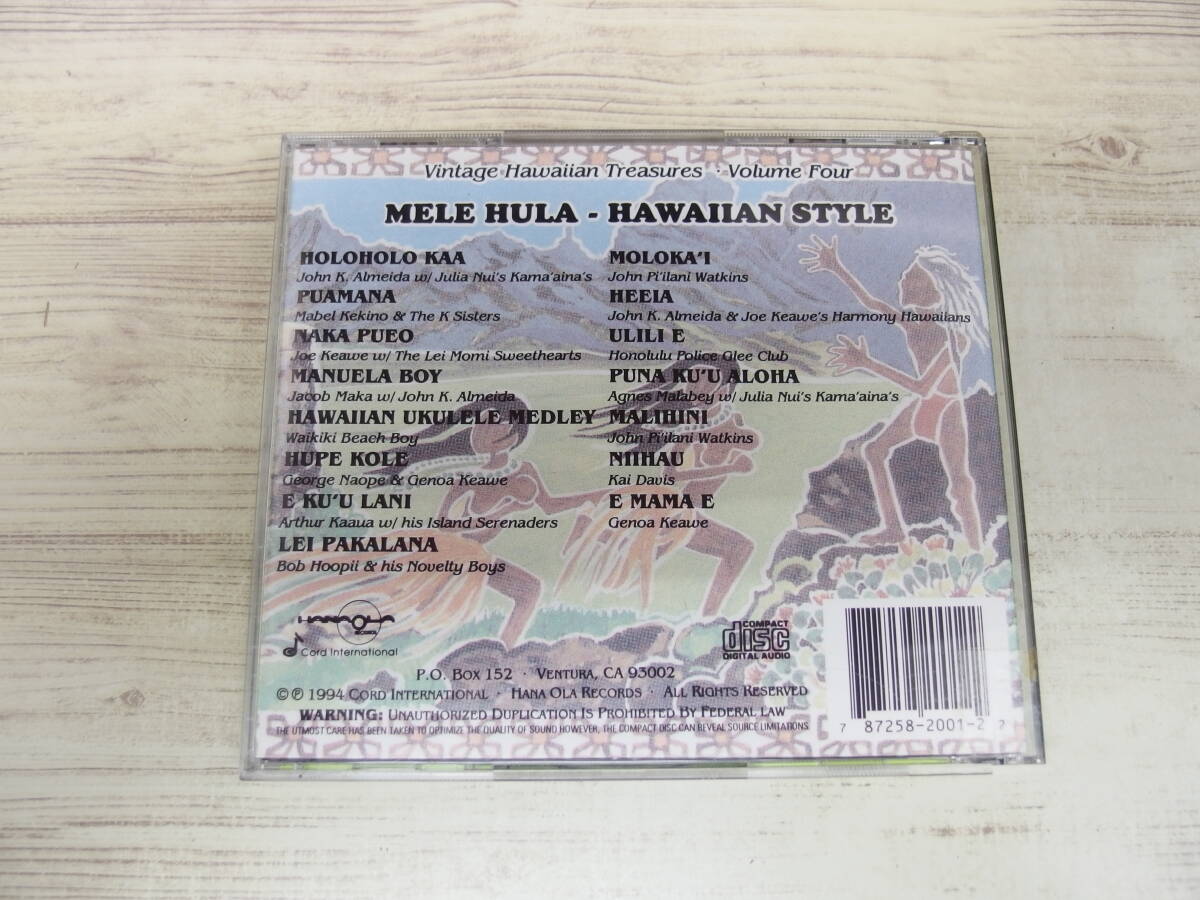 Vintage Hawaiian Treasures · Volume Four
MELE HULA - HAWAIIAN STYLE
HOLOHOLO KAA
John K. Almeida w/ Julia Nui's Kama'aina's
PUAMANA
Mabel Kekino & The K Sisters
NAKA PUEO
Joe Keawe w/ The Lei Momi Sweethearts
MANUELA BOY
Jacob Maka w/ John K. Almeida
HAWAIIAN UKULELE MEDLEY
Waikiki Beach Boy
HUPE KOLE
George Naope & Genoa Keawe
E KU'U LANI
Arthur Kaaua w/ his Island Serenaders
LEI PAKALANA
Bob Hoopii & his Novelty Boys
MOLOKA'I
John Pi'ilani Watkins
HEEIA
John K. Almeida & Joe Keawe's Harmony Hawaiians
ULILI E
Honolulu Police Glee Club
PUNA KU'U ALOHA
Agnes Malabey w/ Julia Nui's Kama'aina's
MALIHINI
John Pi'ilani Watkins
NIIHAU
Kai Davis
E MAMA E
Genoa Keawe
HANA OLA
RECORDS
Cord International
COMPACT
disc
DIGITAL AUDIO
P.O. Box 152 · Ventura, CA 93002
© ℗ 1994 Cord International · Hana Ola Records · All Rights Reserved
WARNING: Unauthorized Duplication Is Prohibited By Federal Law
THE UTMOST CARE HAS BEEN TAKEN TO OPTIMIZE THE QUALITY OF SOUND HOWEVER, THE COMPACT DISC CAN REVEAL SOURCE LIMITATIONS
7 87258-2001-2 2